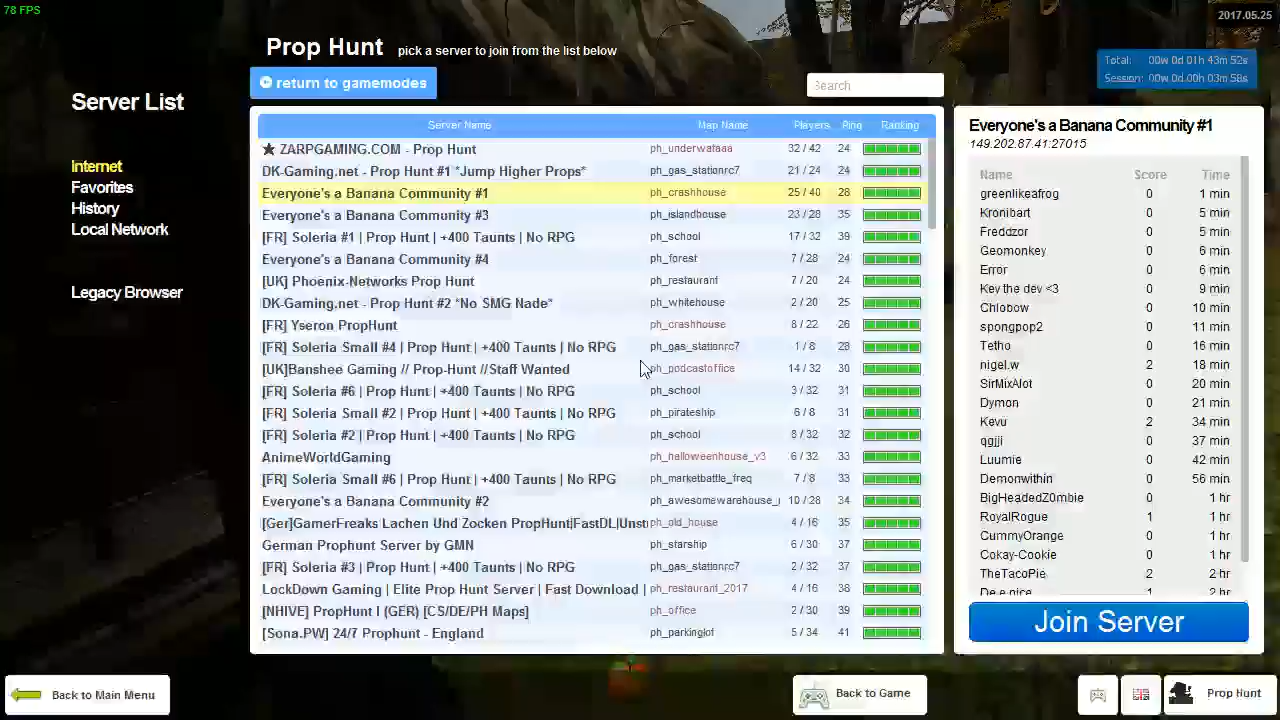 78 FPS
2017.05.25
Prop Hunt pick a server to join from the list below
Total: 00w 0d 01h 43m 52s
Session: 00w 0d 00h 03m 58s
return to gamemodes
Search
Server List
Internet
Favorites
History
Local Network
Legacy Browser
Server Name Map Name Players Ping Ranking
★ ZARPGAMING.COM - Prop Hunt ph_underwataaa 32 / 42 24
DK-Gaming.net - Prop Hunt #1 *Jump Higher Props* ph_gas_stationrc7 21 / 24 24
Everyone's a Banana Community #1 ph_crashhouse 25 / 40 28
Everyone's a Banana Community #3 ph_islandhouse 23 / 28 35
[FR] Soleria #1 | Prop Hunt | +400 Taunts | No RPG ph_school 17 / 32 39
Everyone's a Banana Community #4 ph_forest 7 / 28 24
[UK] Phoenix-Networks Prop Hunt ph_restaurant 7 / 20 24
DK-Gaming.net - Prop Hunt #2 *No SMG Nade* ph_whitehouse 2 / 20 25
[FR] Yseron PropHunt ph_crashhouse 8 / 22 26
[FR] Soleria Small #4 | Prop Hunt | +400 Taunts | No RPG ph_gas_stationrc7 1 / 8 28
[UK]Banshee Gaming // Prop-Hunt //Staff Wanted ph_podcastoffice 14 / 32 30
[FR] Soleria #6 | Prop Hunt | +400 Taunts | No RPG ph_school 3 / 32 31
[FR] Soleria Small #2 | Prop Hunt | +400 Taunts | No RPG ph_pirateship 6 / 8 31
[FR] Soleria #2 | Prop Hunt | +400 Taunts | No RPG ph_school 8 / 32 32
AnimeWorldGaming ph_halloweenhouse_v3 6 / 32 33
[FR] Soleria Small #6 | Prop Hunt | +400 Taunts | No RPG ph_marketbattle_freq 7 / 8 33
Everyone's a Banana Community #2 ph_awesomewarehouse_ 10 / 28 34
[Ger]GamerFreaks Lachen Und Zocken PropHunt|FastDL|Unst ph_old_house 4 / 16 35
German Prophunt Server by GMN ph_starship 6 / 30 37
[FR] Soleria #3 | Prop Hunt | +400 Taunts | No RPG ph_gas_stationrc7 2 / 32 37
LockDown Gaming | Elite Prop Hunt Server | Fast Download | ph_restaurant_2017 4 / 16 38
[NHIVE] PropHunt I (GER) [CS/DE/PH Maps] ph_office 2 / 30 39
[Sona.PW] 24/7 Prophunt - England ph_parkinglot 5 / 34 41
Everyone's a Banana Community #1
149.202.87.41:27015
Name Score Time
greenlikeafrog 0 1 min
Kronibart 0 5 min
Freddzor 0 5 min
Geomonkey 0 6 min
Error 0 6 min
Key the dev <3 0 9 min
Chlobow 0 10 min
spongpop2 0 11 min
Tetho 0 16 min
nigel.w 2 18 min
SirMixAlot 0 20 min
Dymon 0 21 min
Kevu 2 34 min
qgjji 0 37 min
Luumie 0 42 min
Demonwithin 0 56 min
BigHeadedZ0mbie 0 1 hr
RoyalRogue 1 1 hr
CummyOrange 0 1 hr
Cokay-Cookie 0 1 hr
TheTacoPie 2 2 hr
1 2 hr
Join Server
Back to Main Menu
Back to Game
Prop Hunt